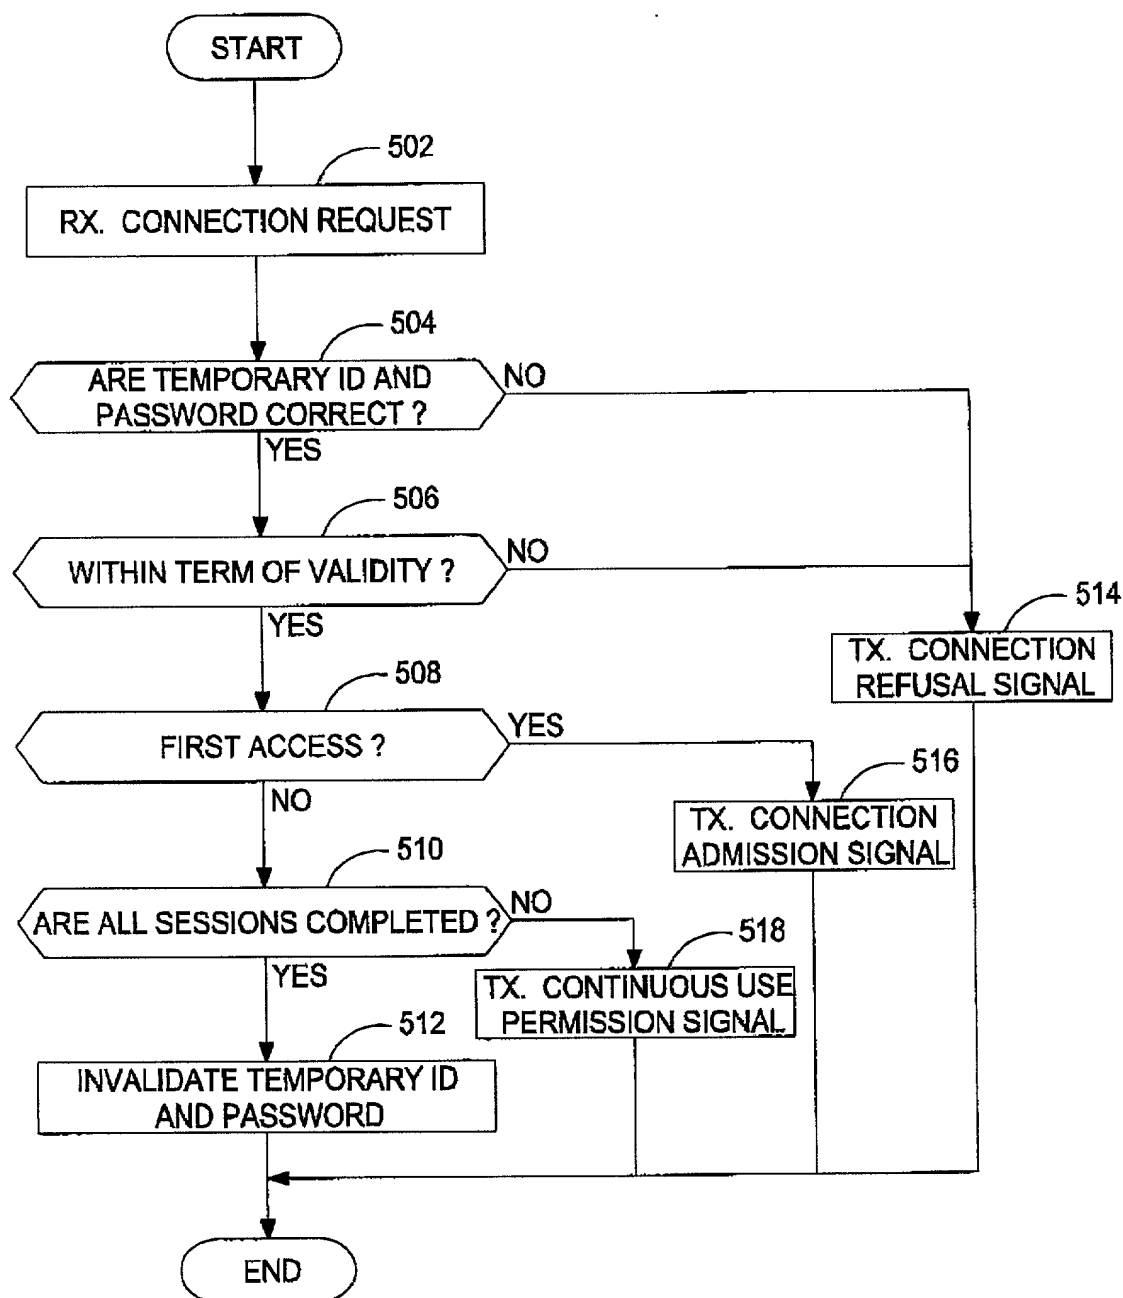 START
502
RX. CONNECTION REQUEST
504
ARE TEMPORARY ID AND
PASSWORD CORRECT ?
NO
YES
506
WITHIN TERM OF VALIDITY ?
NO
YES
514
TX. CONNECTION
REFUSAL SIGNAL
508
FIRST ACCESS ?
YES
NO
516
TX. CONNECTION
ADMISSION SIGNAL
510
ARE ALL SESSIONS COMPLETED ?
NO
YES
518
TX. CONTINUOUS USE
PERMISSION SIGNAL
512
INVALIDATE TEMPORARY ID
AND PASSWORD
END